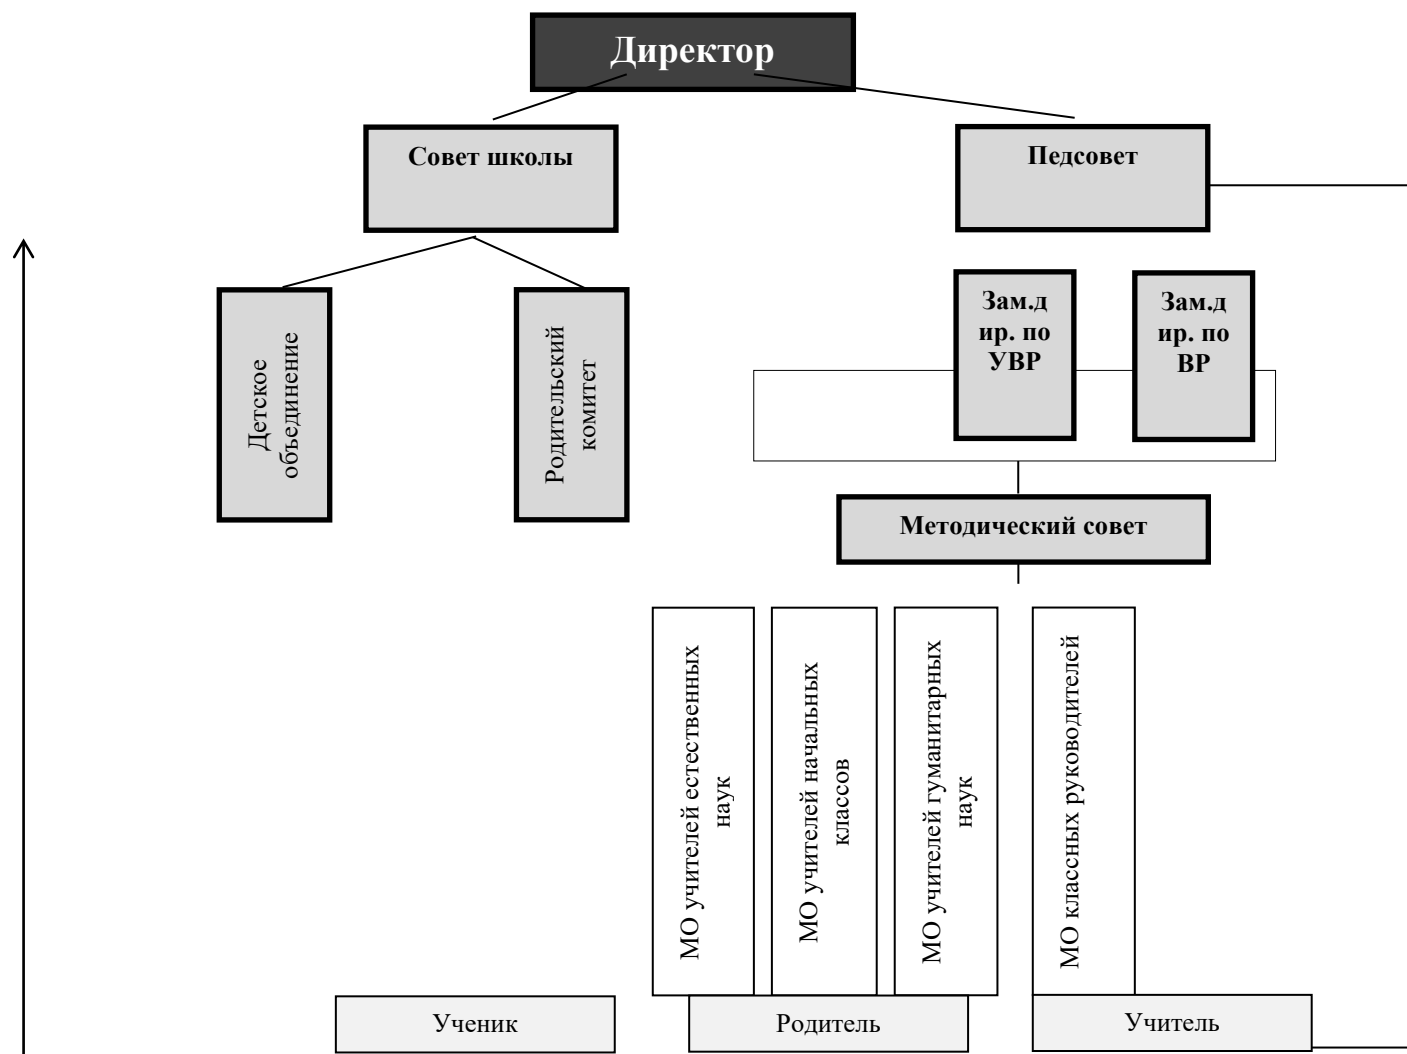 Директор
Совет школы
Педсовет
Детское
объединение
Родительский
комитет
Зам.д
ир. по
УВР
Зам.д
ир. по
ВР
Методический совет
МО учителей естественных
наук
МО учителей начальных
классов
МО учителей гуманитарных
наук
МО классных руководителей
Ученик
Родитель
Учитель